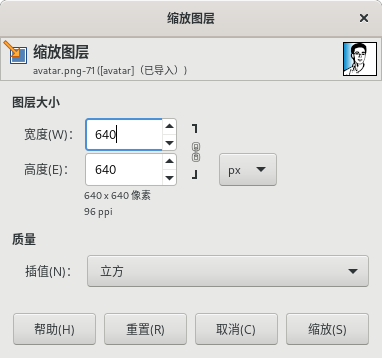 缩放图层
缩放图层
avatar.png-71 ([avatar]（已导入）)
图层大小
宽度(W)： 640
高度(E)： 640 px
640 x 640 像素
96 ppi
质量
插值(N)： 立方
帮助(H) 重置(R) 取消(C) 缩放(S)